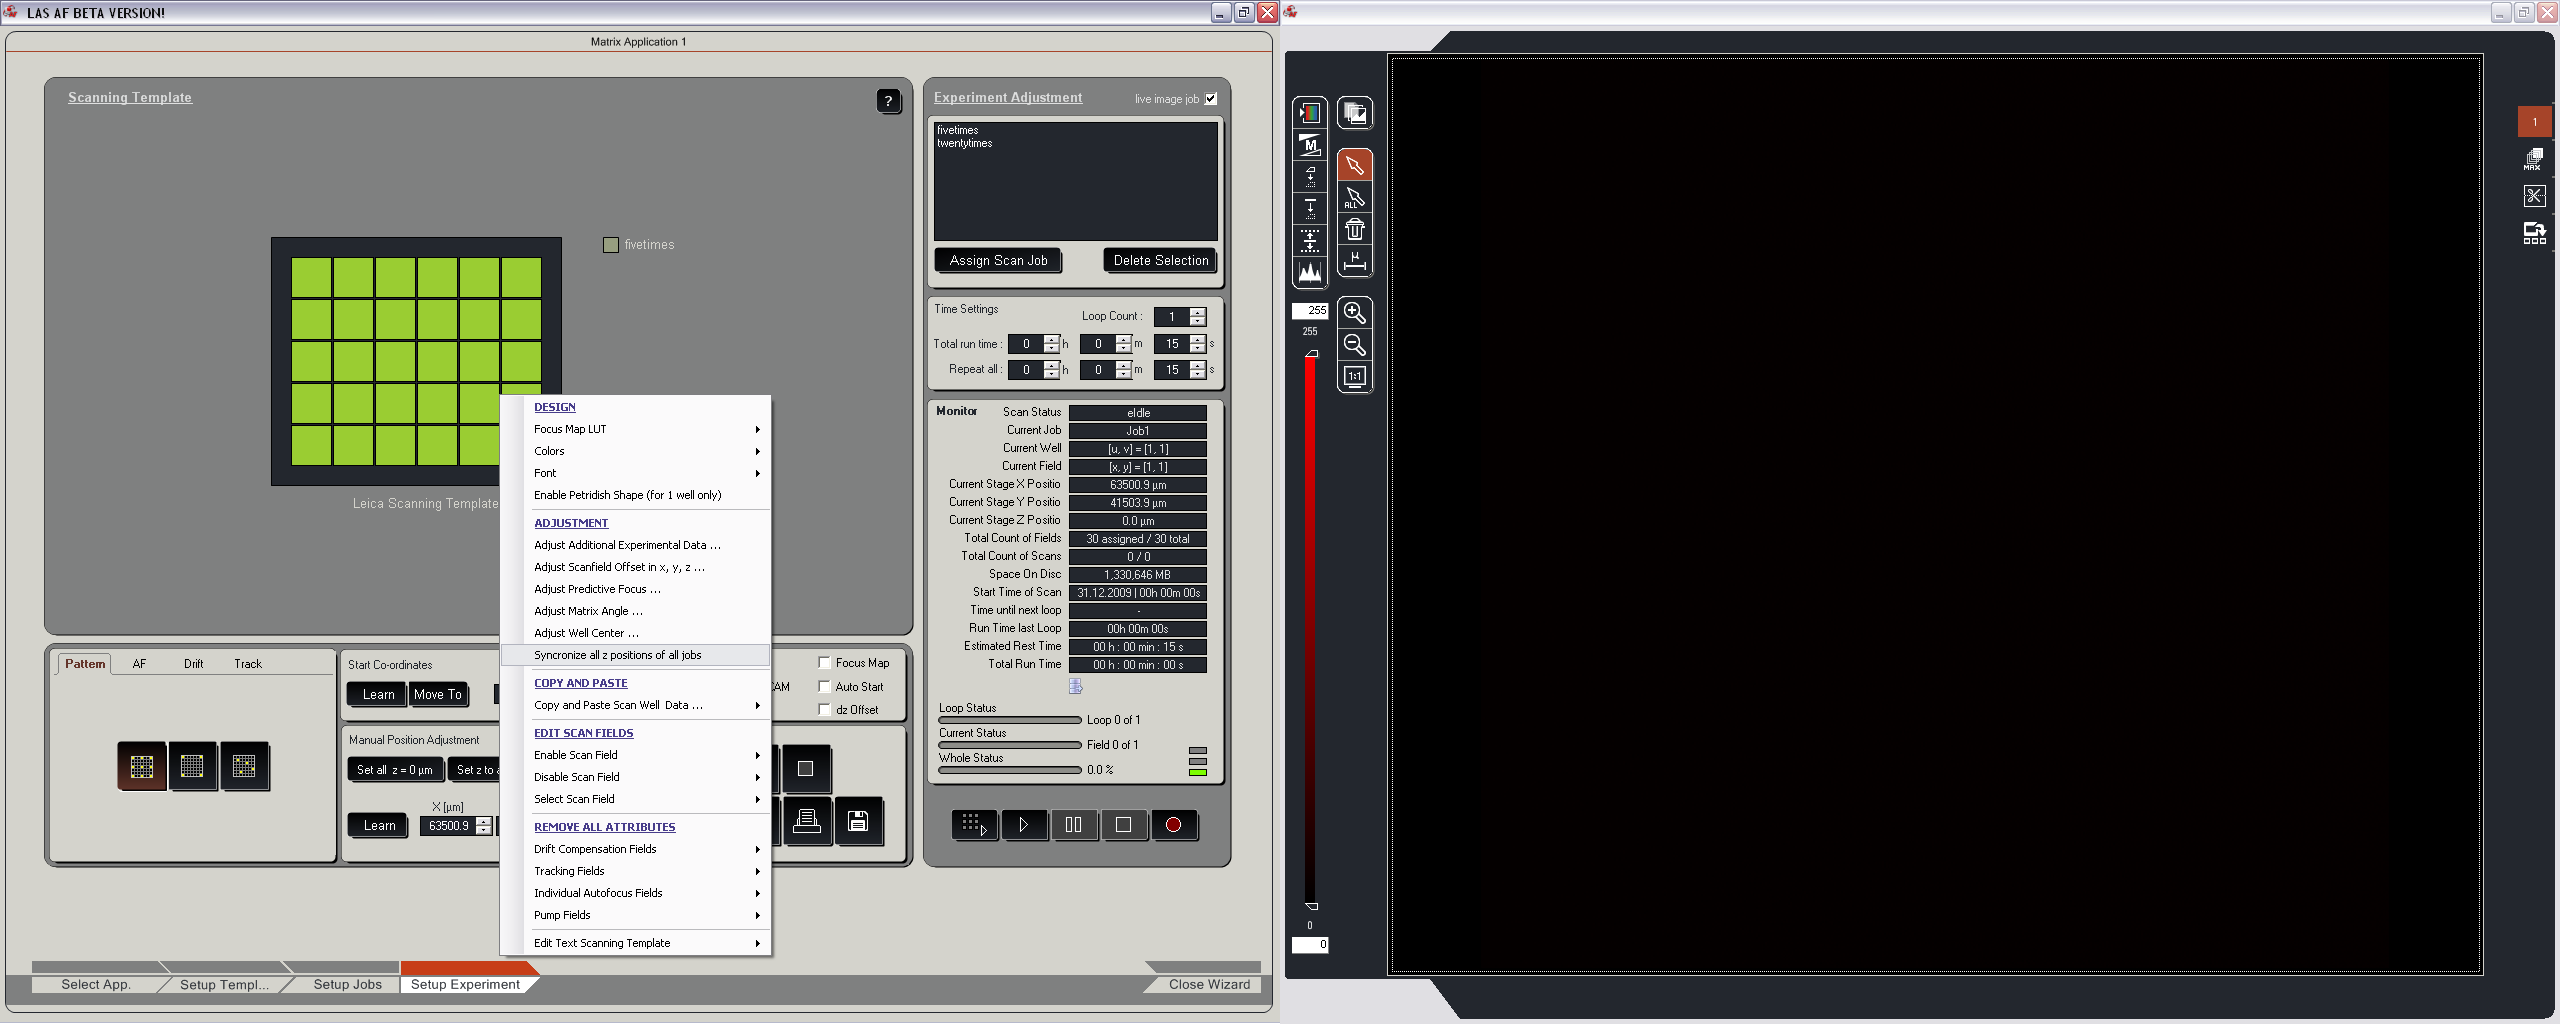 LAS AF BETA VERSION!
Matrix Application 1
Scanning Template
?
fivetimes
Leica Scanning Template
DESIGN
Focus Map LUT
Colors
Font
Enable Petridish Shape (for 1 well only)
ADJUSTMENT
Adjust Additional Experimental Data ...
Adjust Scanfield Offset in x, y, z ...
Adjust Predictive Focus ...
Adjust Matrix Angle ...
Adjust Well Center ...
Syncronize all z positions of all jobs
COPY AND PASTE
Copy and Paste Scan Well Data ...
EDIT SCAN FIELDS
Enable Scan Field
Disable Scan Field
Select Scan Field
REMOVE ALL ATTRIBUTES
Drift Compensation Fields
Tracking Fields
Individual Autofocus Fields
Pump Fields
Edit Text Scanning Template
Pattern AF Drift Track
Start Co-ordinates
Learn Move To
Manual Position Adjustment
Set all z = 0 µm Set z to
X [µm]
Learn 63500.9
Focus Map
Auto Start
dz Offset
Experiment Adjustment
live image job
fivetimes
twentytimes
Assign Scan Job Delete Selection
Time Settings
Loop Count : 1
Total run time : 0 h 0 m 15 s
Repeat all : 0 h 0 m 15 s
Monitor
Scan Status eIdle
Current Job Job1
Current Well [u, v] = [1, 1]
Current Field [x, y] = [1, 1]
Current Stage X Positio 63500.9 µm
Current Stage Y Positio 41503.9 µm
Current Stage Z Positio 0.0 µm
Total Count of Fields 30 assigned / 30 total
Total Count of Scans 0 / 0
Space On Disc 1,330,646 MB
Start Time of Scan 31.12.2009 | 00h 00m 00s
Time until next loop -
Run Time last Loop 00h 00m 00s
Estimated Rest Time 00 h : 00 min : 15 s
Total Run Time 00 h : 00 min : 00 s
Loop Status
Loop 0 of 1
Current Status
Field 0 of 1
Whole Status
0.0 %
Select App. Setup Templ... Setup Jobs Setup Experiment Close Wizard
M
ALL
255
255
1:1
0
0
1
MAX